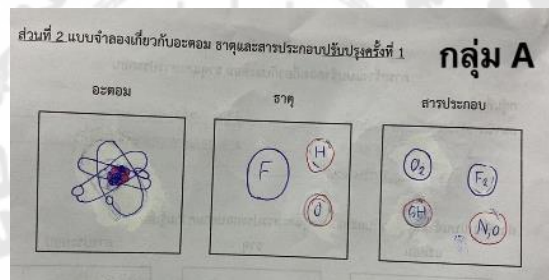 ส่วนที่ 2 แบบจำลองเกี่ยวกับอะตอม ธาตุและสารประกอบปรับปรุงครั้งที่ 1
กลุ่ม A
อะตอม ธาตุ สารประกอบ
F H O
O₂ F₂
N₂O